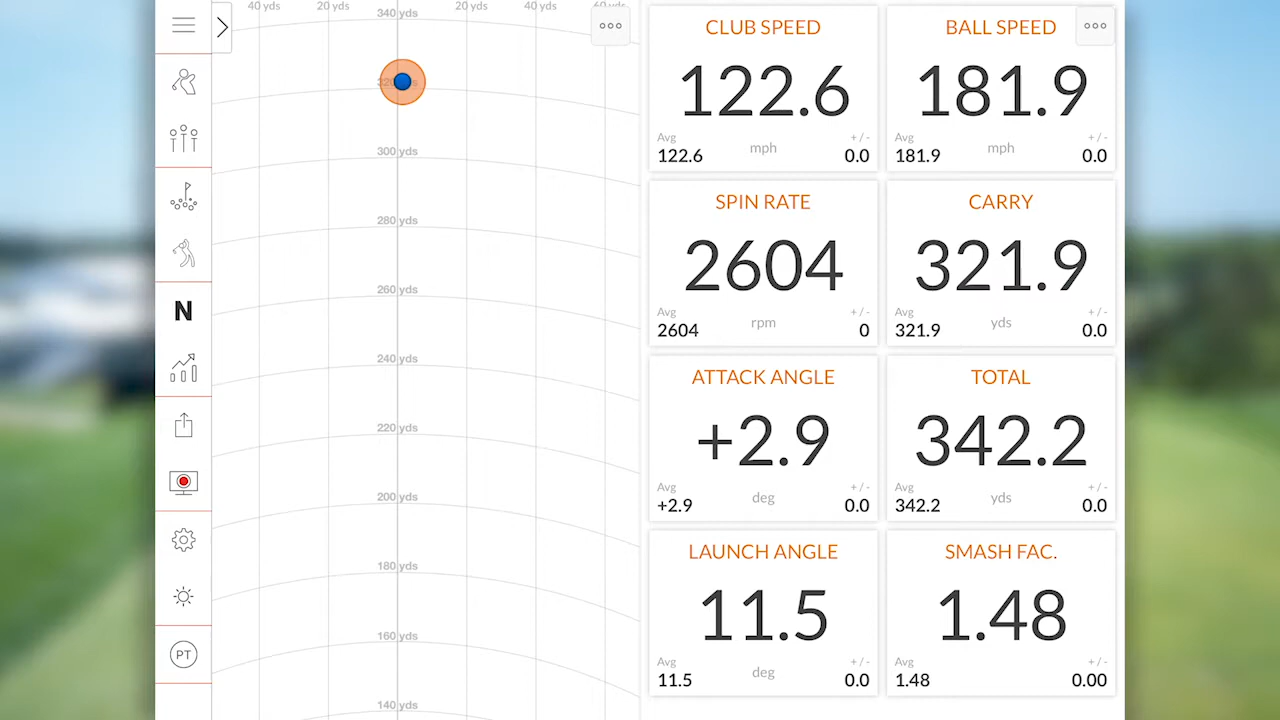 40 yds
20 yds
20 yds
40 yds
60 yds
340 yds
300 yds
280 yds
260 yds
240 yds
220 yds
200 yds
180 yds
160 yds
140 yds
N
PT
CLUB SPEED
122.6
Avg
122.6
mph
+ / -
0.0
BALL SPEED
181.9
Avg
181.9
mph
+ / -
0.0
SPIN RATE
2604
Avg
2604
rpm
+ / -
0
CARRY
321.9
Avg
321.9
yds
+ / -
0.0
ATTACK ANGLE
+2.9
Avg
+2.9
deg
+ / -
0.0
TOTAL
342.2
Avg
342.2
yds
+ / -
0.0
LAUNCH ANGLE
11.5
Avg
11.5
deg
+ / -
0.0
SMASH FAC.
1.48
Avg
1.48
+ / -
0.00